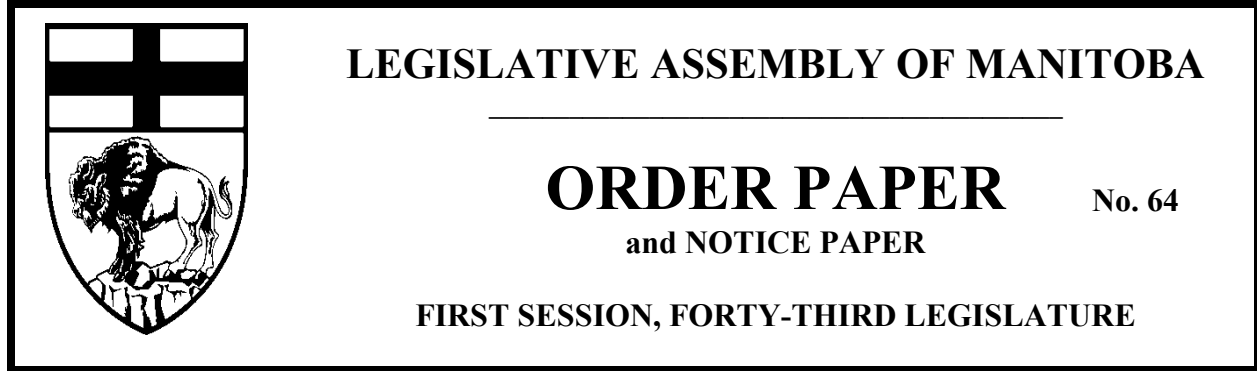 LEGISLATIVE ASSEMBLY OF MANITOBA
ORDER PAPER No. 64
and NOTICE PAPER
FIRST SESSION, FORTY-THIRD LEGISLATURE